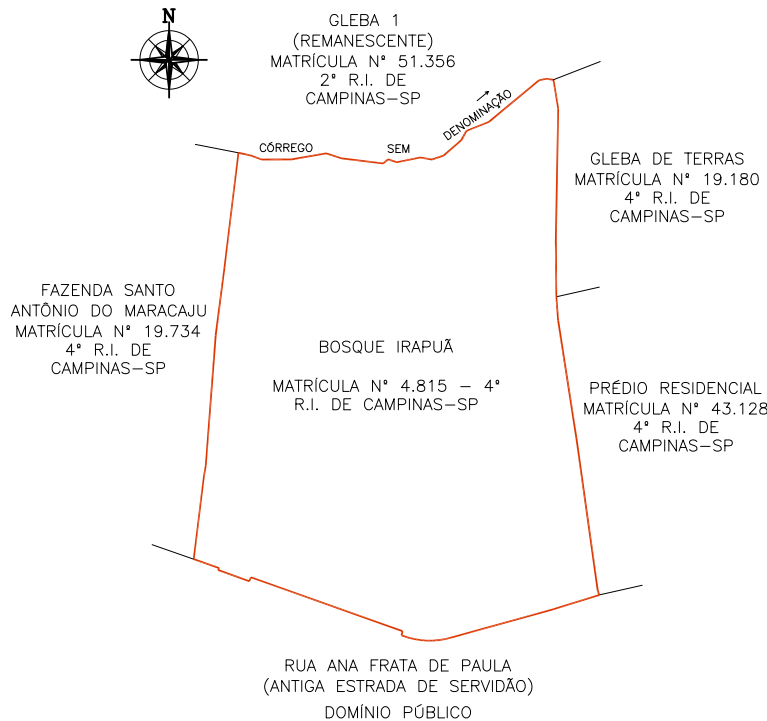 N
GLEBA 1
(REMANESCENTE)
MATRÍCULA Nº 51.356
2º R.I. DE
CAMPINAS-SP
CÓRREGO SEM DENOMINAÇÃO
GLEBA DE TERRAS
MATRÍCULA Nº 19.180
4º R.I. DE
CAMPINAS-SP
FAZENDA SANTO
ANTÔNIO DO MARACAJU
MATRÍCULA Nº 19.734
4º R.I. DE
CAMPINAS-SP
BOSQUE IRAPUÃ
MATRÍCULA Nº 4.815 - 4º
R.I. DE CAMPINAS-SP
PRÉDIO RESIDENCIAL
MATRÍCULA Nº 43.128
4º R.I. DE
CAMPINAS-SP
RUA ANA FRATA DE PAULA
(ANTIGA ESTRADA DE SERVIDÃO)
DOMÍNIO PÚBLICO